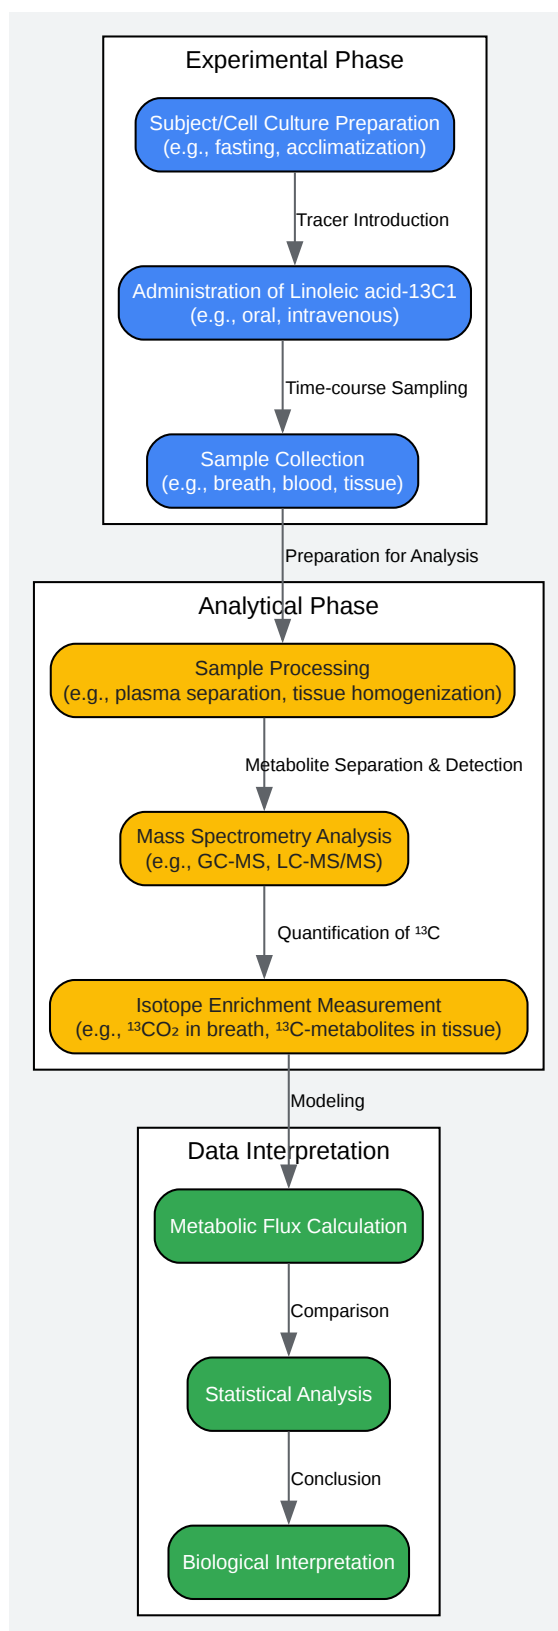 Experimental Phase
Subject/Cell Culture Preparation
(e.g., fasting, acclimatization)
Tracer Introduction
Administration of Linoleic acid-13C1
(e.g., oral, intravenous)
Time-course Sampling
Sample Collection
(e.g., breath, blood, tissue)
Preparation for Analysis
Analytical Phase
Sample Processing
(e.g., plasma separation, tissue homogenization)
Metabolite Separation & Detection
Mass Spectrometry Analysis
(e.g., GC-MS, LC-MS/MS)
Quantification of ¹³C
Isotope Enrichment Measurement
(e.g., ¹³CO₂ in breath, ¹³C-metabolites in tissue)
Modeling
Data Interpretation
Metabolic Flux Calculation
Comparison
Statistical Analysis
Conclusion
Biological Interpretation